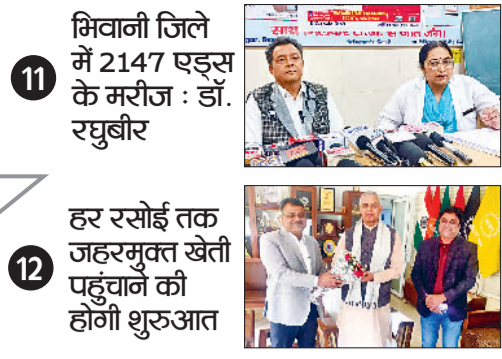 11
भिवानी जिले
में 2147 एड्स
के मरीज : डॉ.
रघुबीर
12
हर रसोई तक
जहरमुक्त खेती
पहुंचाने की
होगी शुरुआत